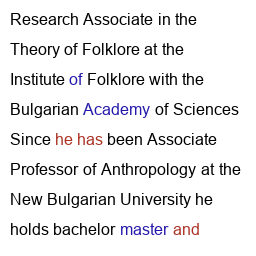 Research Associate in the
Theory of Folklore at the
Institute of Folklore with the
Bulgarian Academy of Sciences
Since he has been Associate
Professor of Anthropology at the
New Bulgarian University he
holds bachelor master and